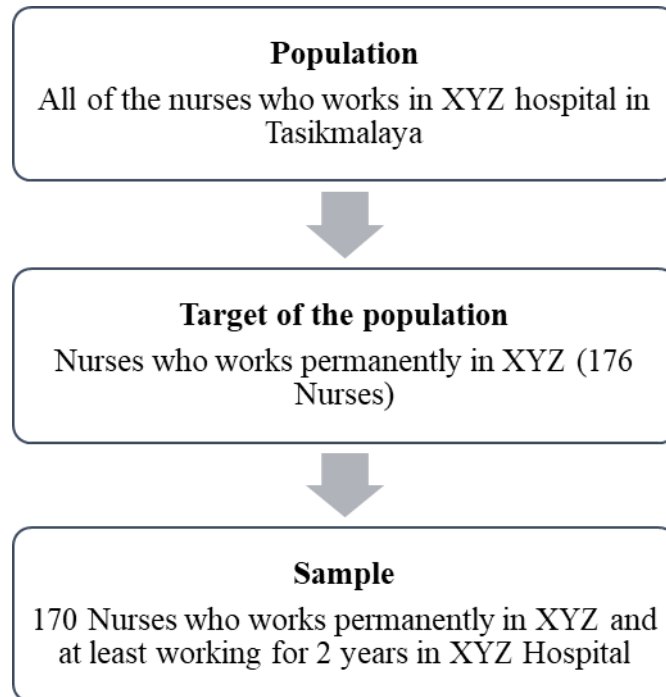 Population
All of the nurses who works in XYZ hospital in
Tasikmalaya
Target of the population
Nurses who works permanently in XYZ (176
Nurses)
Sample
170 Nurses who works permanently in XYZ and
at least working for 2 years in XYZ Hospital